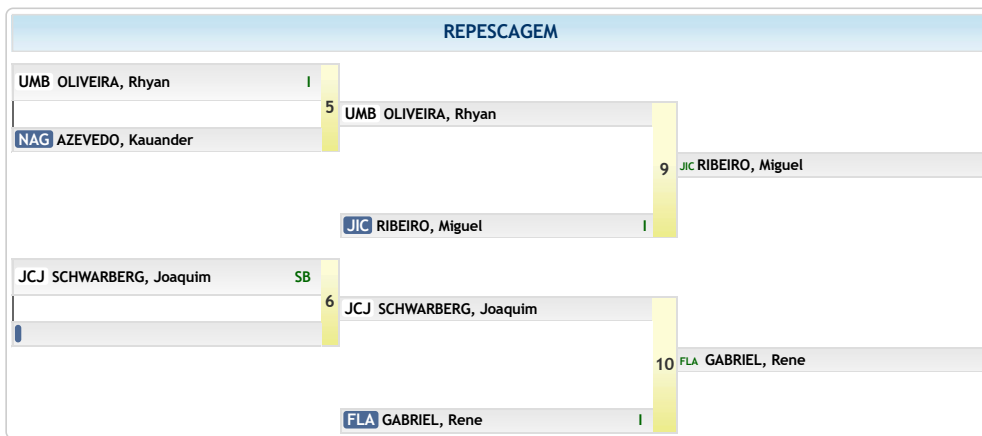 REPESCAGEM
UMB OLIVEIRA, Rhyan I
5
UMB OLIVEIRA, Rhyan
NAG AZEVEDO, Kauander
9
JIC RIBEIRO, Miguel
JIC RIBEIRO, Miguel I
JCJ SCHWARBERG, Joaquim SB
6
JCJ SCHWARBERG, Joaquim
10
FLA GABRIEL, Rene
FLA GABRIEL, Rene I